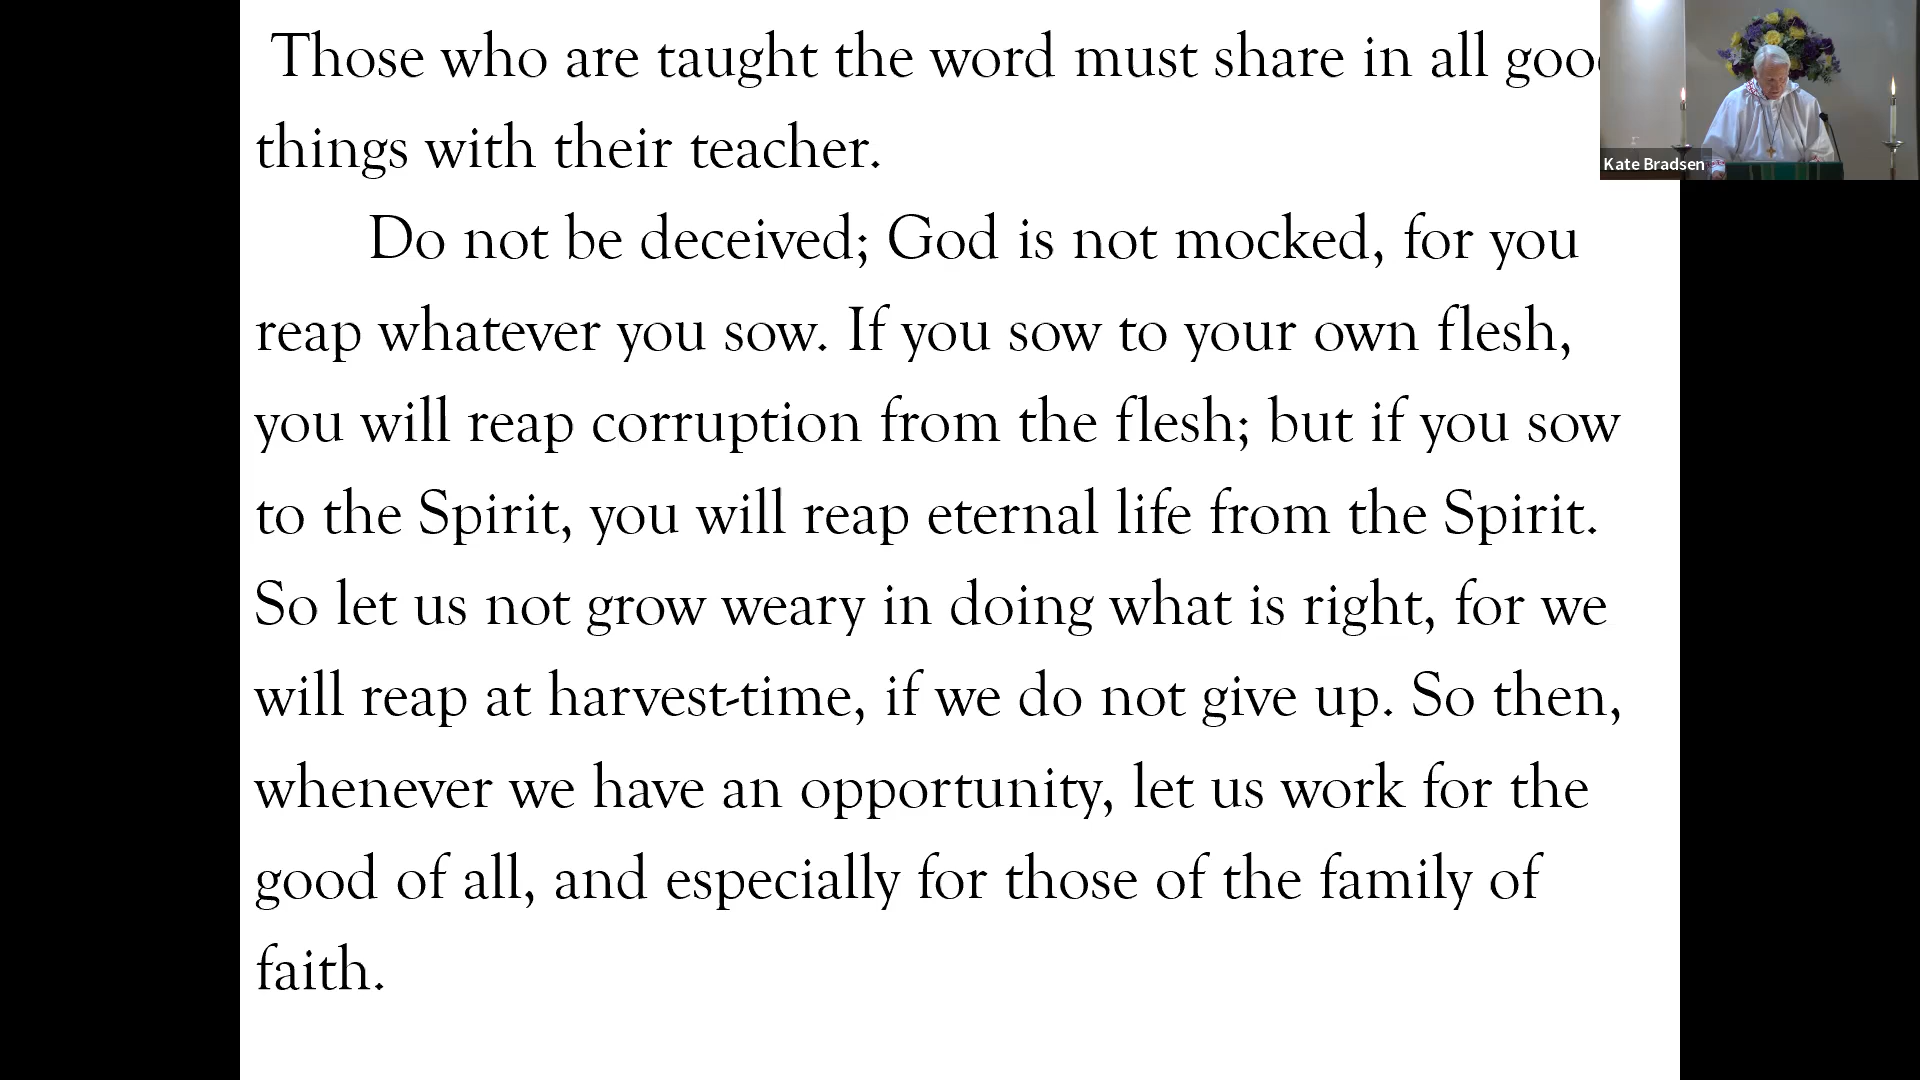 Those who are taught the word must share in all
things with their teacher.
Do not be deceived; God is not mocked, for you
reap whatever you sow. If you sow to your own flesh,
you will reap corruption from the flesh; but if you sow
to the Spirit, you will reap eternal life from the Spirit.
So let us not grow weary in doing what is right, for we
will reap at harvest-time, if we do not give up. So then,
whenever we have an opportunity, let us work for the
good of all, and especially for those of the family of
faith.
Kate Bradsen